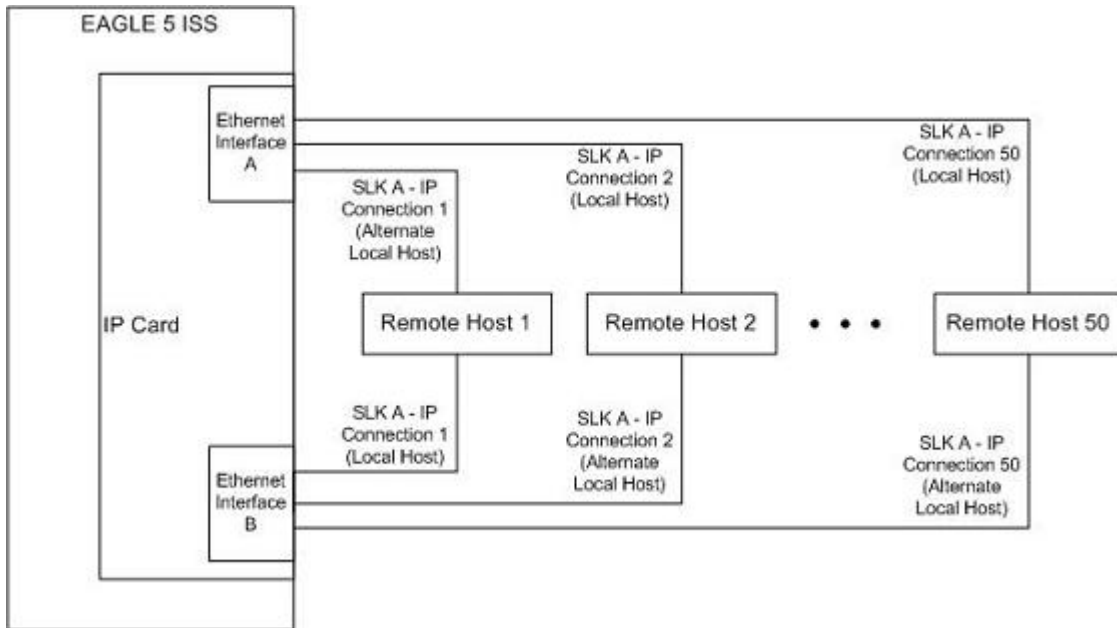 EAGLE 5 ISS
Ethernet
Interface
A
SLK A - IP
Connection 1
(Alternate
Local Host)
SLK A - IP
Connection 2
(Local Host)
SLK A - IP
Connection 50
(Local Host)
IP Card
Remote Host 1
Remote Host 2
• • •
Remote Host 50
SLK A - IP
Connection 1
(Local Host)
SLK A - IP
Connection 2
(Alternate
Local Host)
SLK A - IP
Connection 50
(Alternate
Local Host)
Ethernet
Interface
B